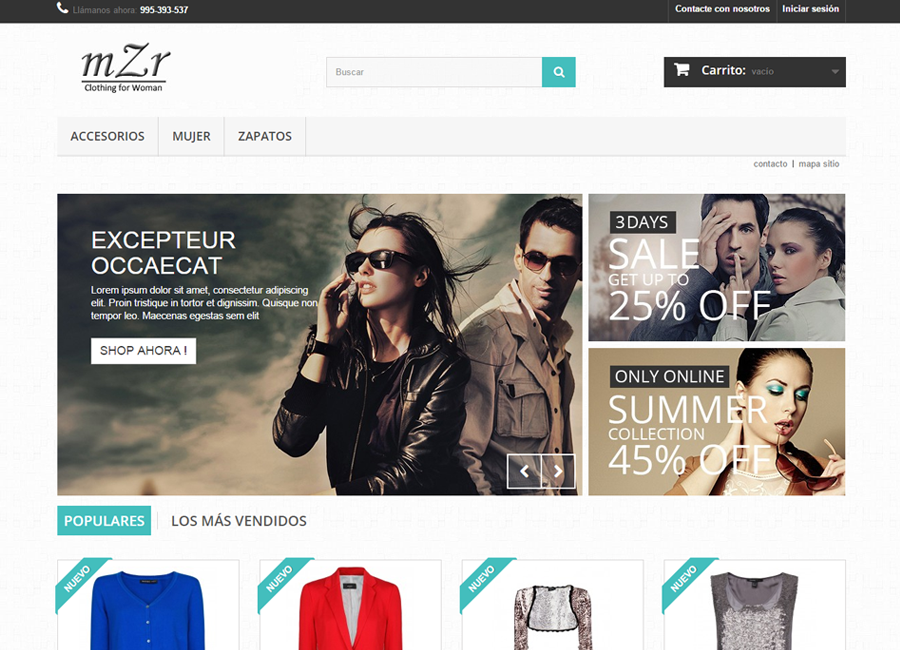 Llámanos ahora: 995-393-537
Contacte con nosotros
Iniciar sesión
mZr
Clothing for Woman
Buscar
Carrito: vacío
ACCESORIOS
MUJER
ZAPATOS
contacto | mapa sitio
EXCEPTEUR
OCCAECAT
Lorem ipsum dolor sit amet, consectetur adipiscing
elit. Proin tristique in tortor et dignissim. Quisque non
tempor leo. Maecenas egestas sem elit
SHOP AHORA !
3DAYS
SALE
GET UP TO
25% OFF
ONLY ONLINE
SUMMER
COLLECTION
45% OFF
POPULARES
LOS MÁS VENDIDOS
NUEVO
NUEVO
NUEVO
NUEVO